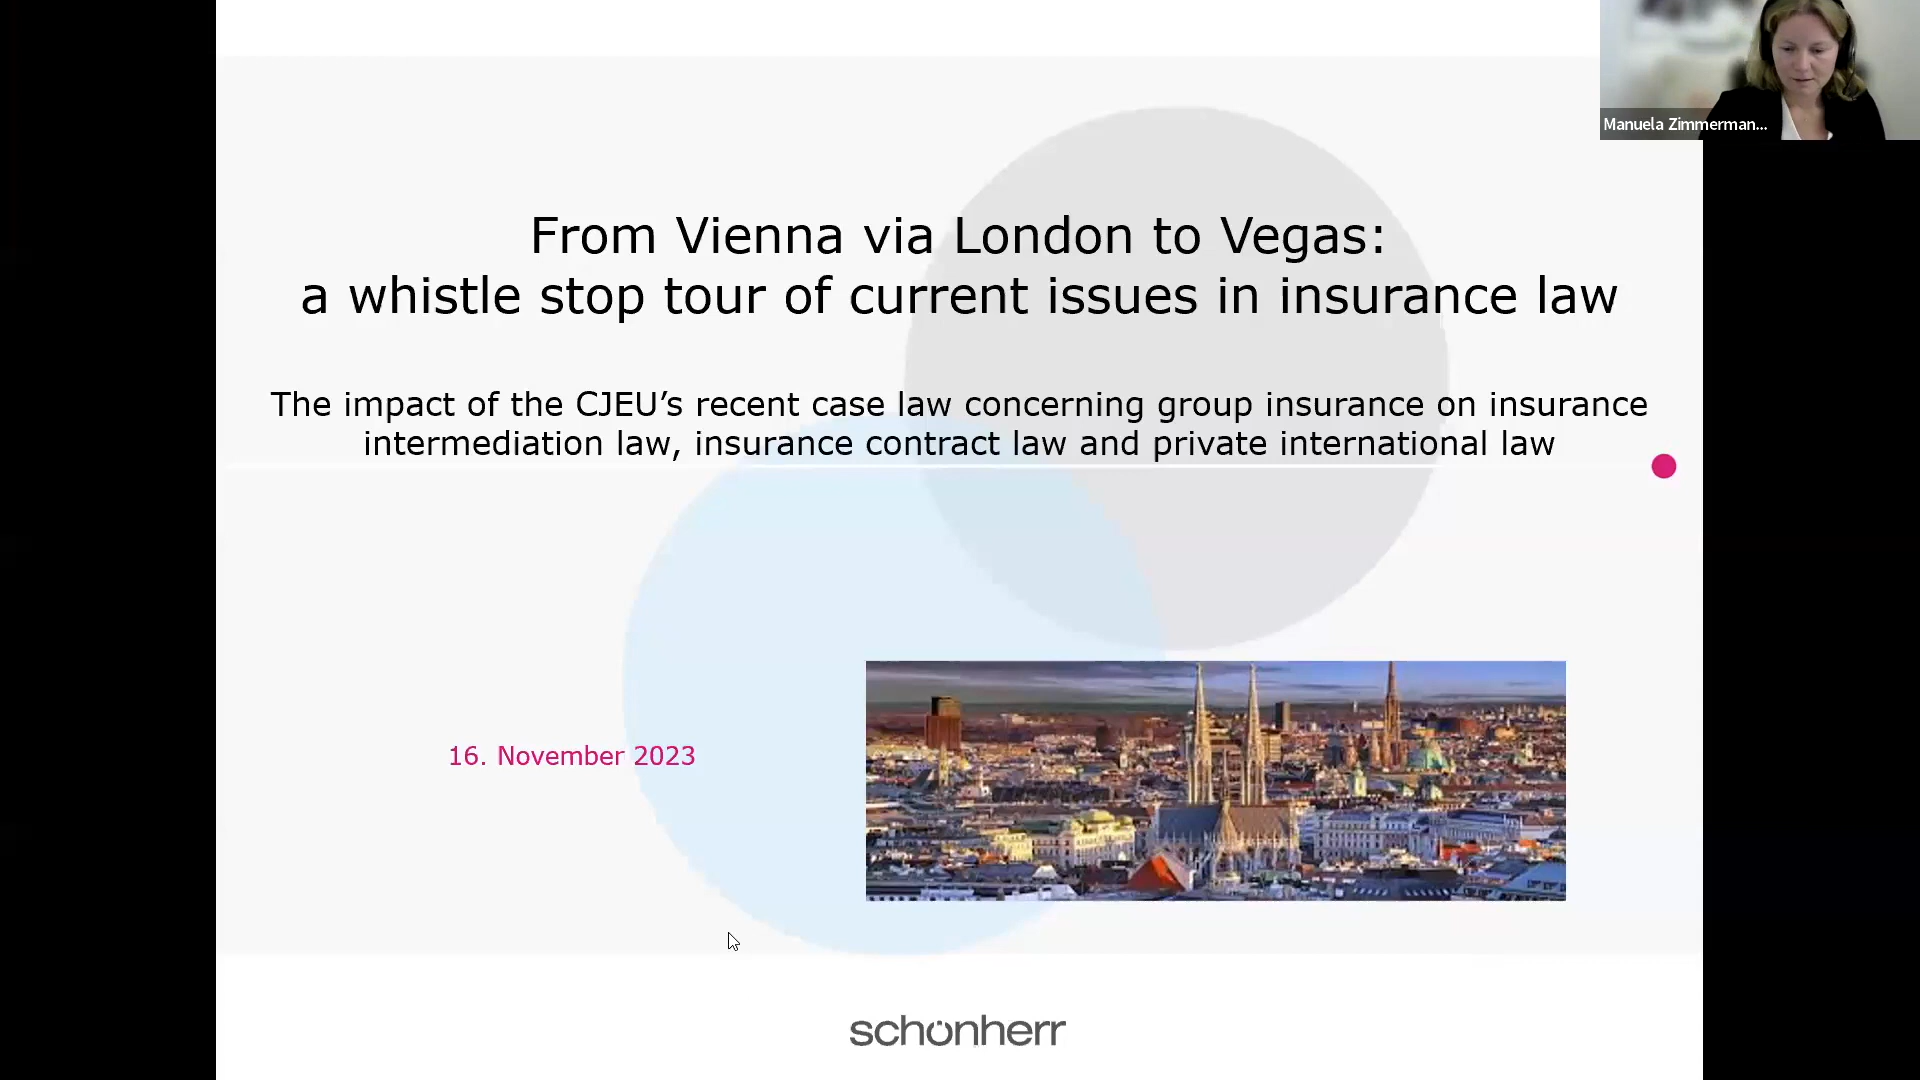 Manuela Zimmerman...
From Vienna via London to Vegas:
a whistle stop tour of current issues in insurance law
The impact of the CJEU’s recent case law concerning group insurance on insurance
intermediation law, insurance contract law and private international law
16. November 2023
schönherr